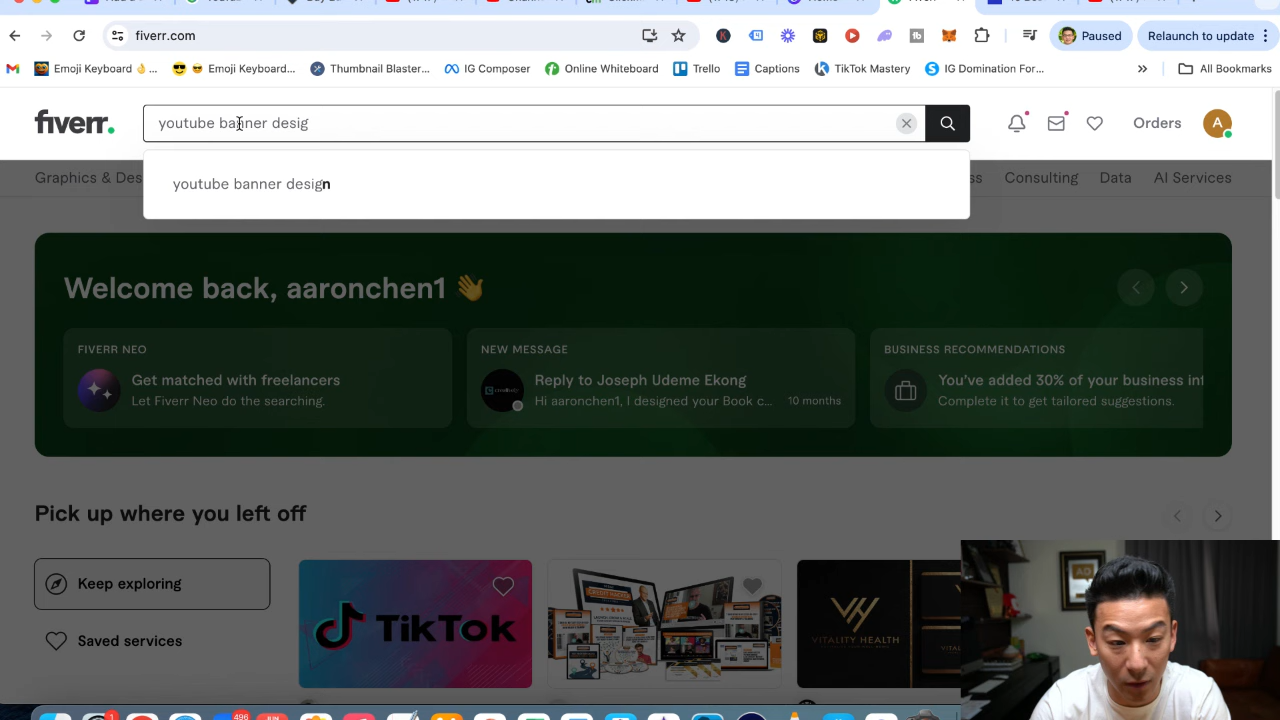 fiverr.com
Paused
Relaunch to update
Emoji Keyboard 👌...
Emoji Keyboard...
Thumbnail Blaster...
IG Composer
Online Whiteboard
Trello
Captions
TikTok Mastery
IG Domination For...
All Bookmarks
fiverr.
youtube banner desig
Orders
A
youtube banner design
Graphics & Des
ss
Consulting
Data
AI Services
Welcome back, aaronchen1 👋
FIVERR NEO
Get matched with freelancers
Let Fiverr Neo do the searching.
NEW MESSAGE
Reply to Joseph Udeme Ekong
Hi aaronchen1, I designed your Book c...
10 months
BUSINESS RECOMMENDATIONS
You've added 30% of your business inf
Complete it to get tailored suggestions.
Pick up where you left off
Keep exploring
Saved services
TikTok
VITALITY HEALTH
496